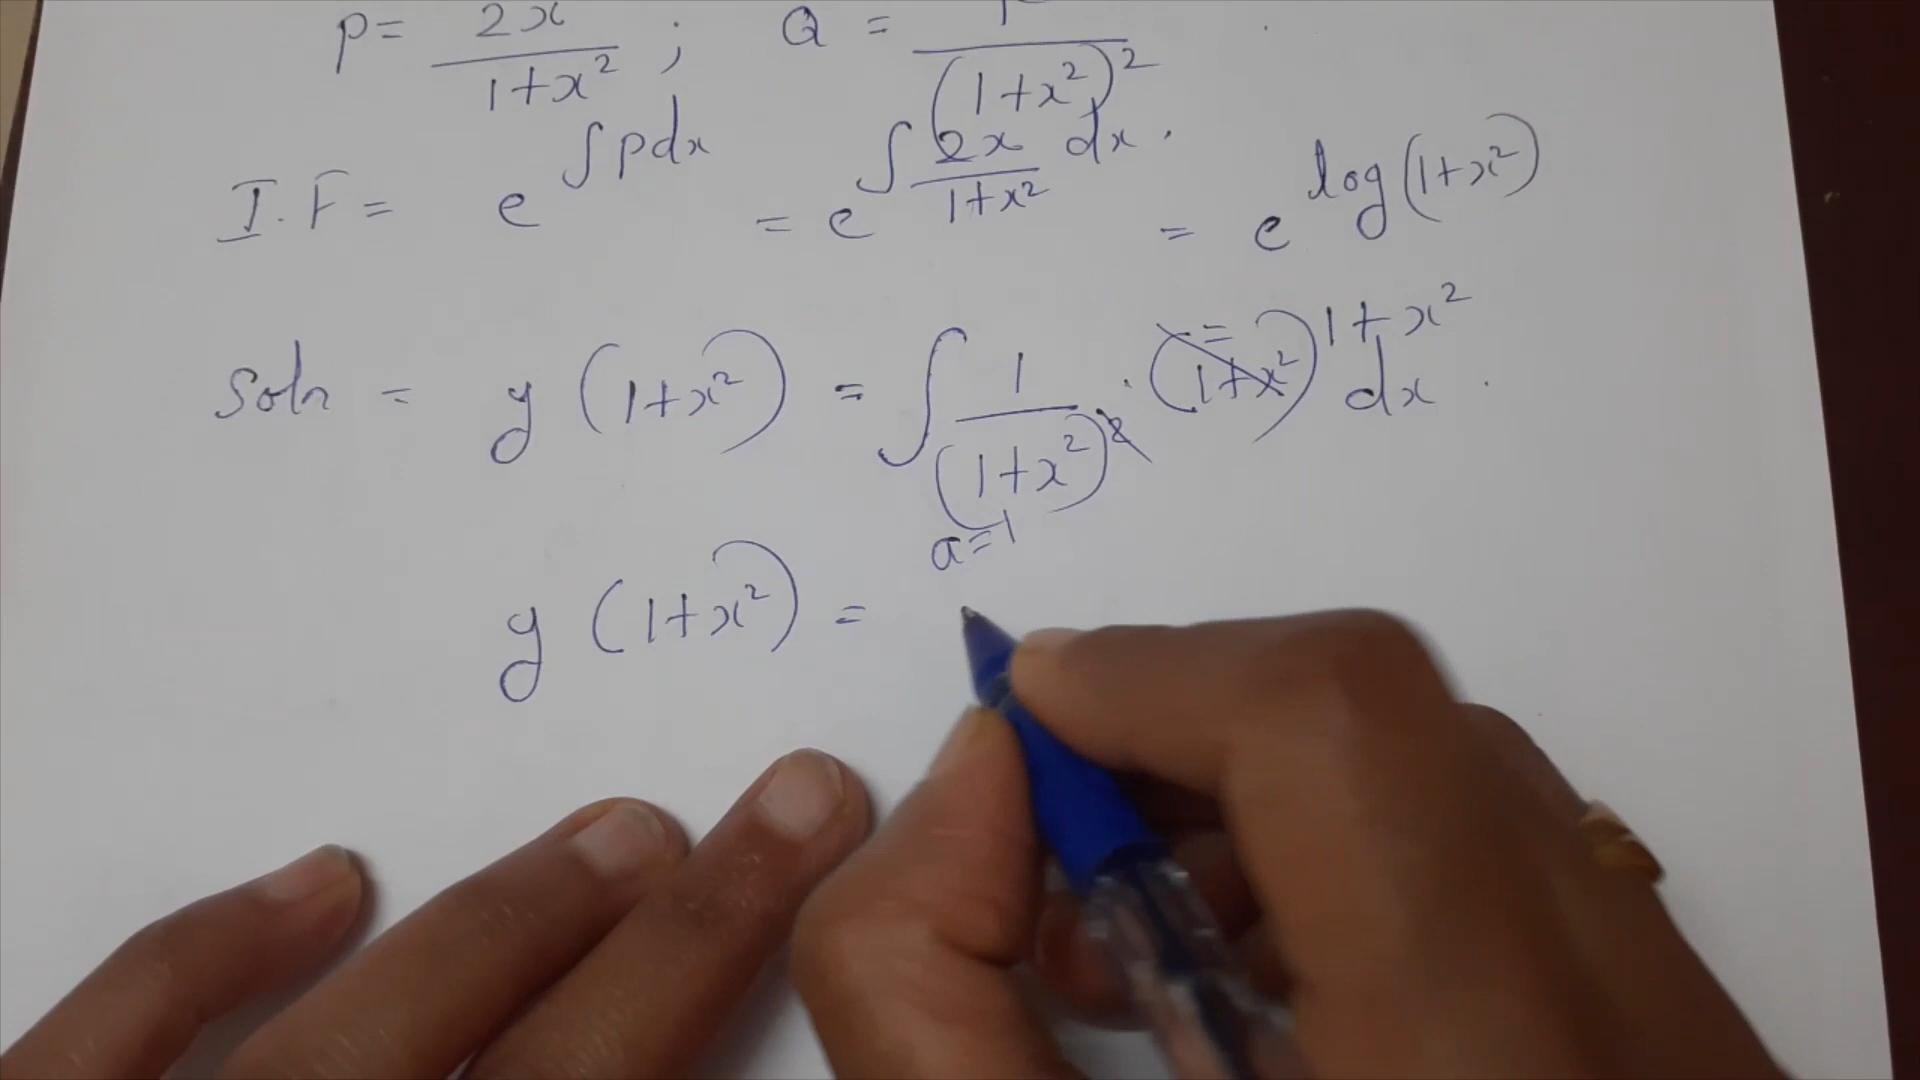 P = 2x / 1+x² ; Q = 1 / (1+x²)²
I.F = e^∫pdx = e^∫ 2x / 1+x² dx . = e^log(1+x²)
= 1+x²
Soln = y (1+x²) = ∫ 1 / (1+x²)² . (1+x²) dx .
a=1
y (1+x²) =